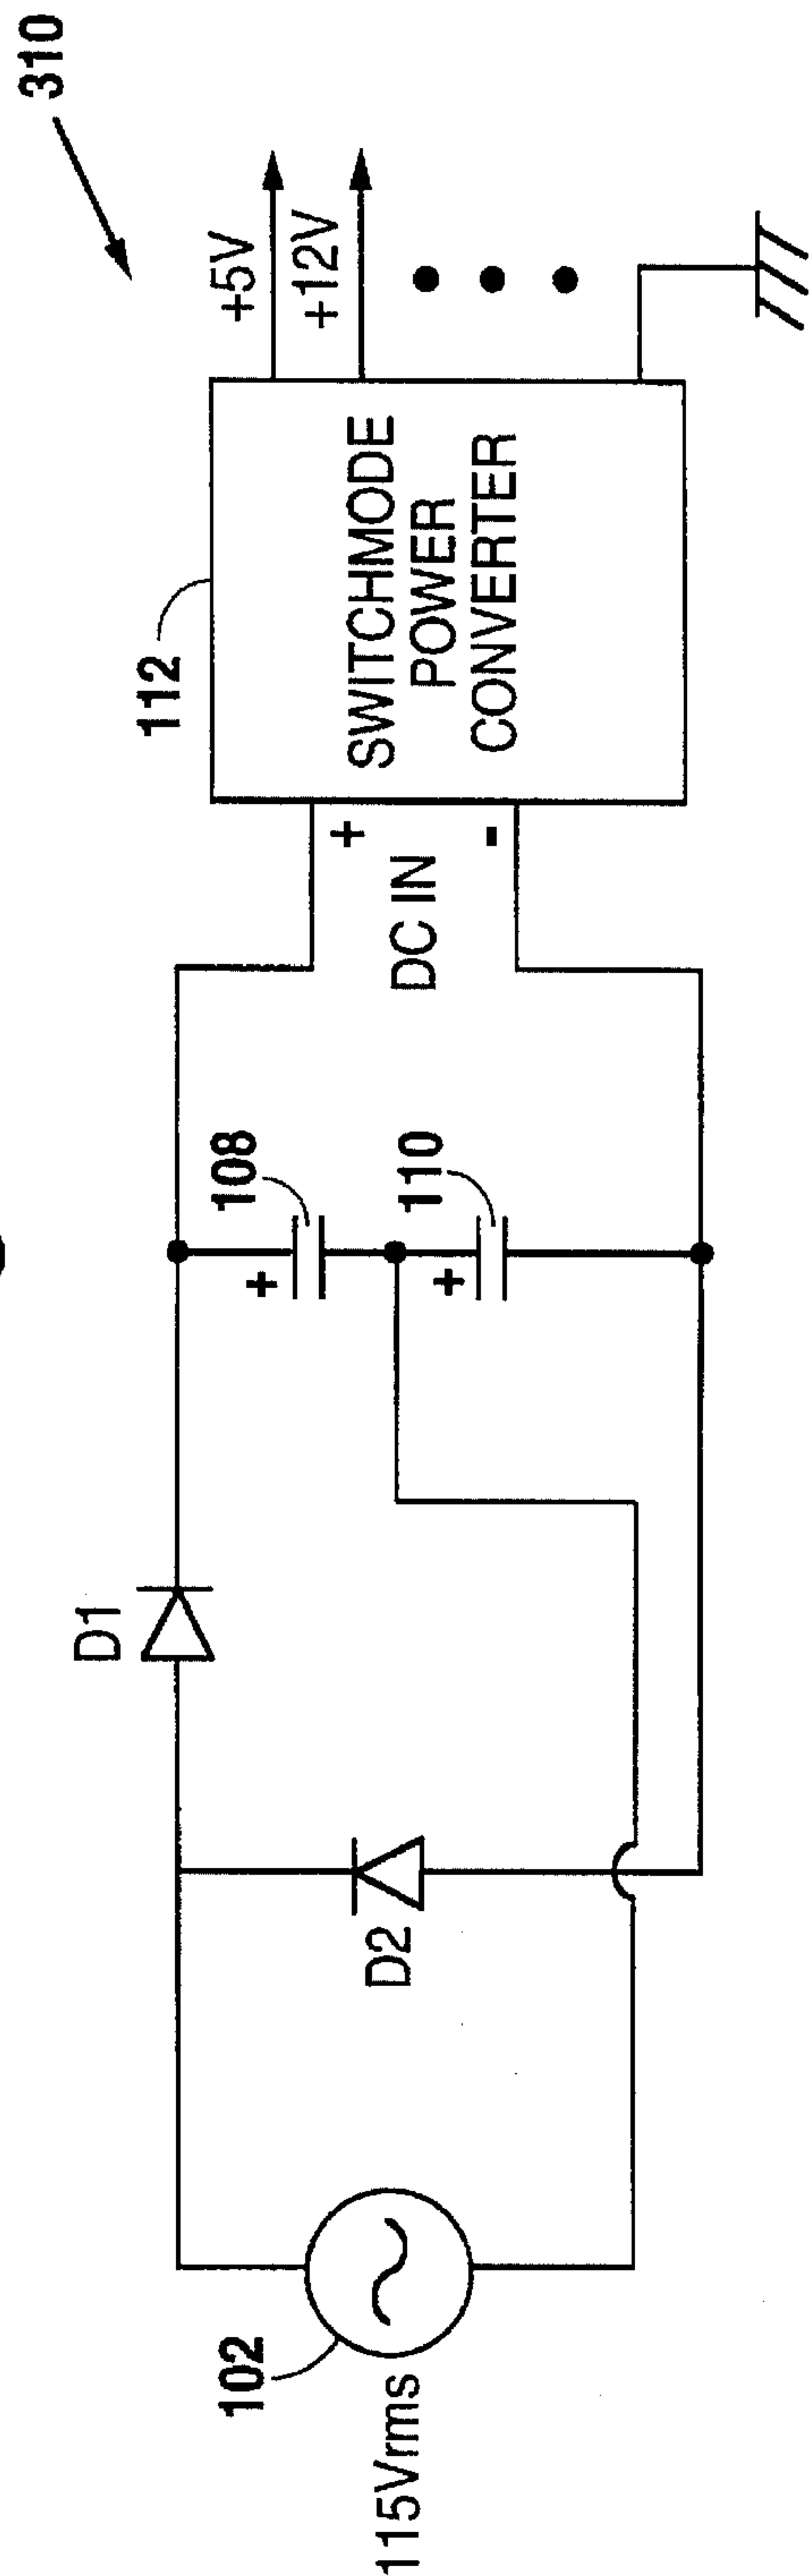 310
+5V
+12V
112
SWITCHMODE
POWER
CONVERTER
+
DC IN
-
108
+
110
+
D1
D2
102
115Vrms